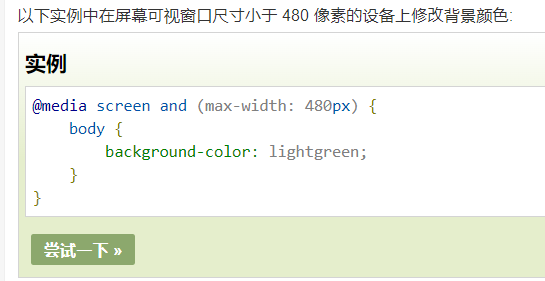 以下实例中在屏幕可视窗口尺寸小于 480 像素的设备上修改背景颜色:
实例
@media screen and (max-width: 480px) {
    body {
        background-color: lightgreen;
    }
}
尝试一下 »